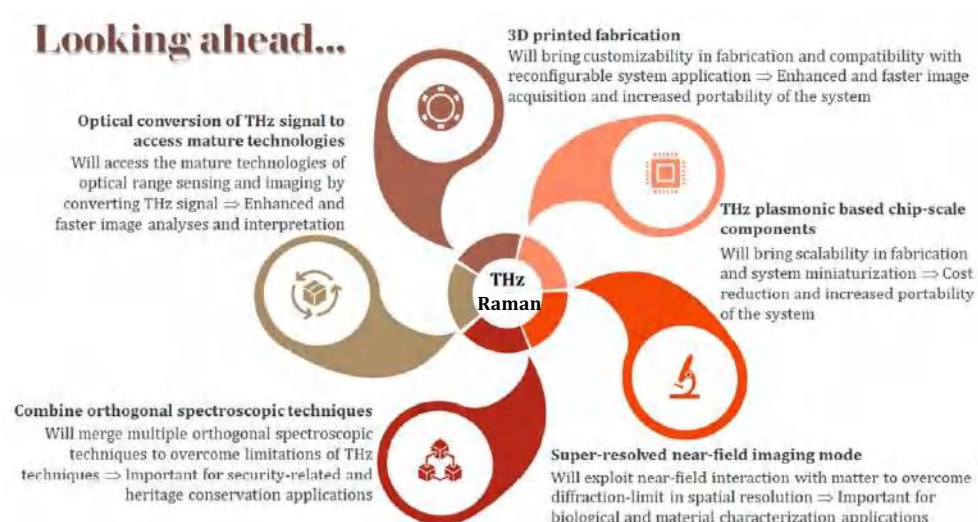 Looking ahead...
3D printed fabrication
Will bring customizability in fabrication and compatibility with
reconfigurable system application ⇒ Enhanced and faster image
acquisition and increased portability of the system
Optical conversion of THz signal to
access mature technologies
Will access the mature technologies of
optical range sensing and imaging by
converting THz signal ⇒ Enhanced and
faster image analyses and interpretation
THz plasmonic based chip-scale
components
Will bring scalability in fabrication
and system miniaturization ⇒ Cost
reduction and increased portability
of the system
THz
Raman
Combine orthogonal spectroscopic techniques
Will merge multiple orthogonal spectroscopic
techniques to overcome limitations of THz
techniques ⇒ Important for security-related and
heritage conservation applications
Super-resolved near-field imaging mode
Will exploit near-field interaction with matter to overcome
diffraction-limit in spatial resolution ⇒ Important for
biological and material characterization applications